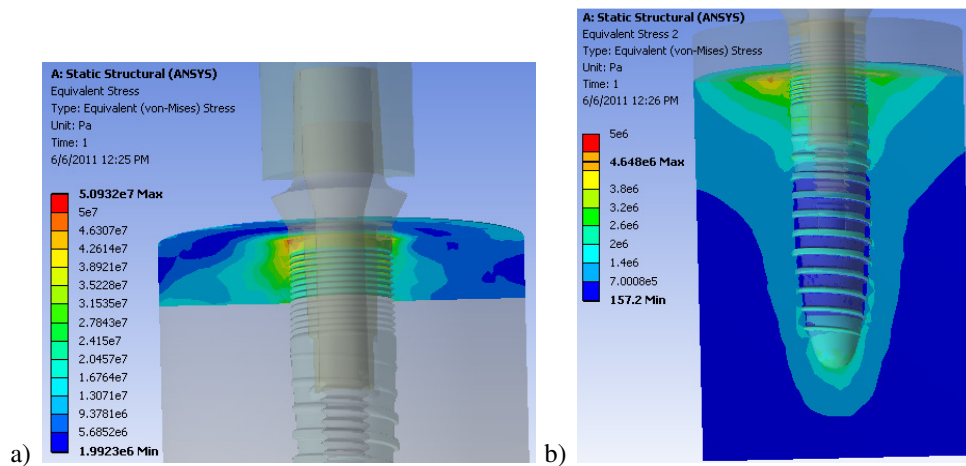 A: Static Structural (ANSYS)
Equivalent Stress
Type: Equivalent (von-Mises) Stress
Unit: Pa
Time: 1
6/6/2011 12:25 PM
5.0932e7 Max
5e7
4.6307e7
4.2614e7
3.8921e7
3.5228e7
3.1535e7
2.7843e7
2.415e7
2.0457e7
1.6764e7
1.3071e7
9.3781e6
5.6852e6
1.9923e6 Min
a)
A: Static Structural (ANSYS)
Equivalent Stress 2
Type: Equivalent (von-Mises) Stress
Unit: Pa
Time: 1
6/6/2011 12:26 PM
5e6
4.648e6 Max
3.8e6
3.2e6
2.6e6
2e6
1.4e6
7.0008e5
157.2 Min
b)